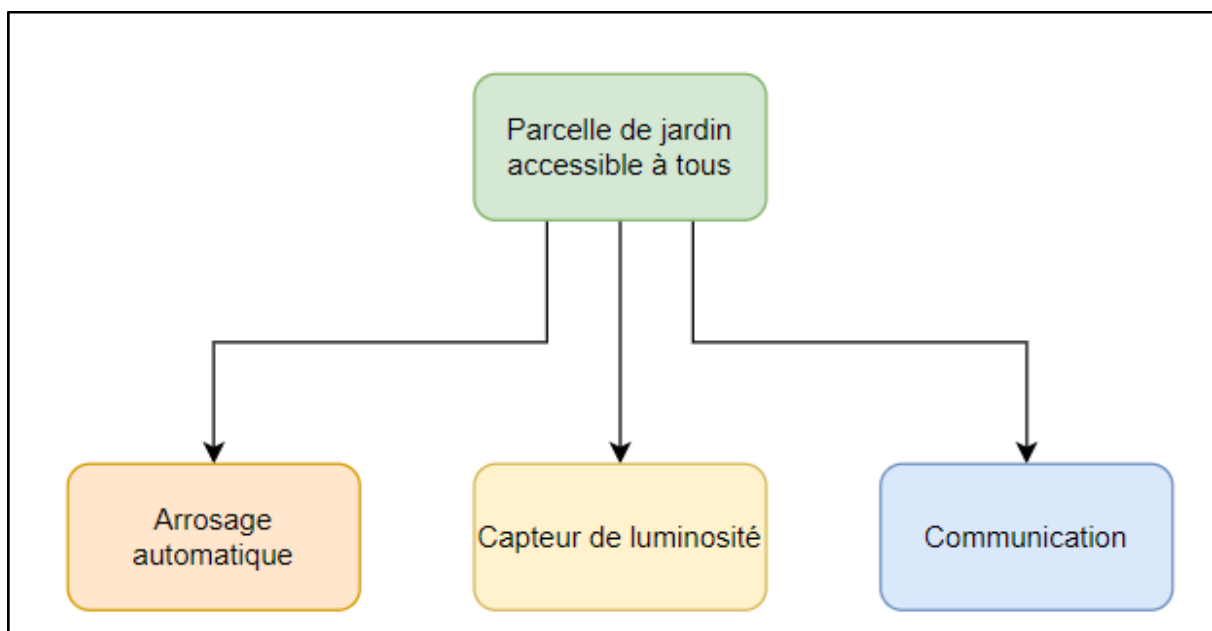 Parcelle de jardin
accessible à tous
Arrosage
automatique
Capteur de luminosité
Communication